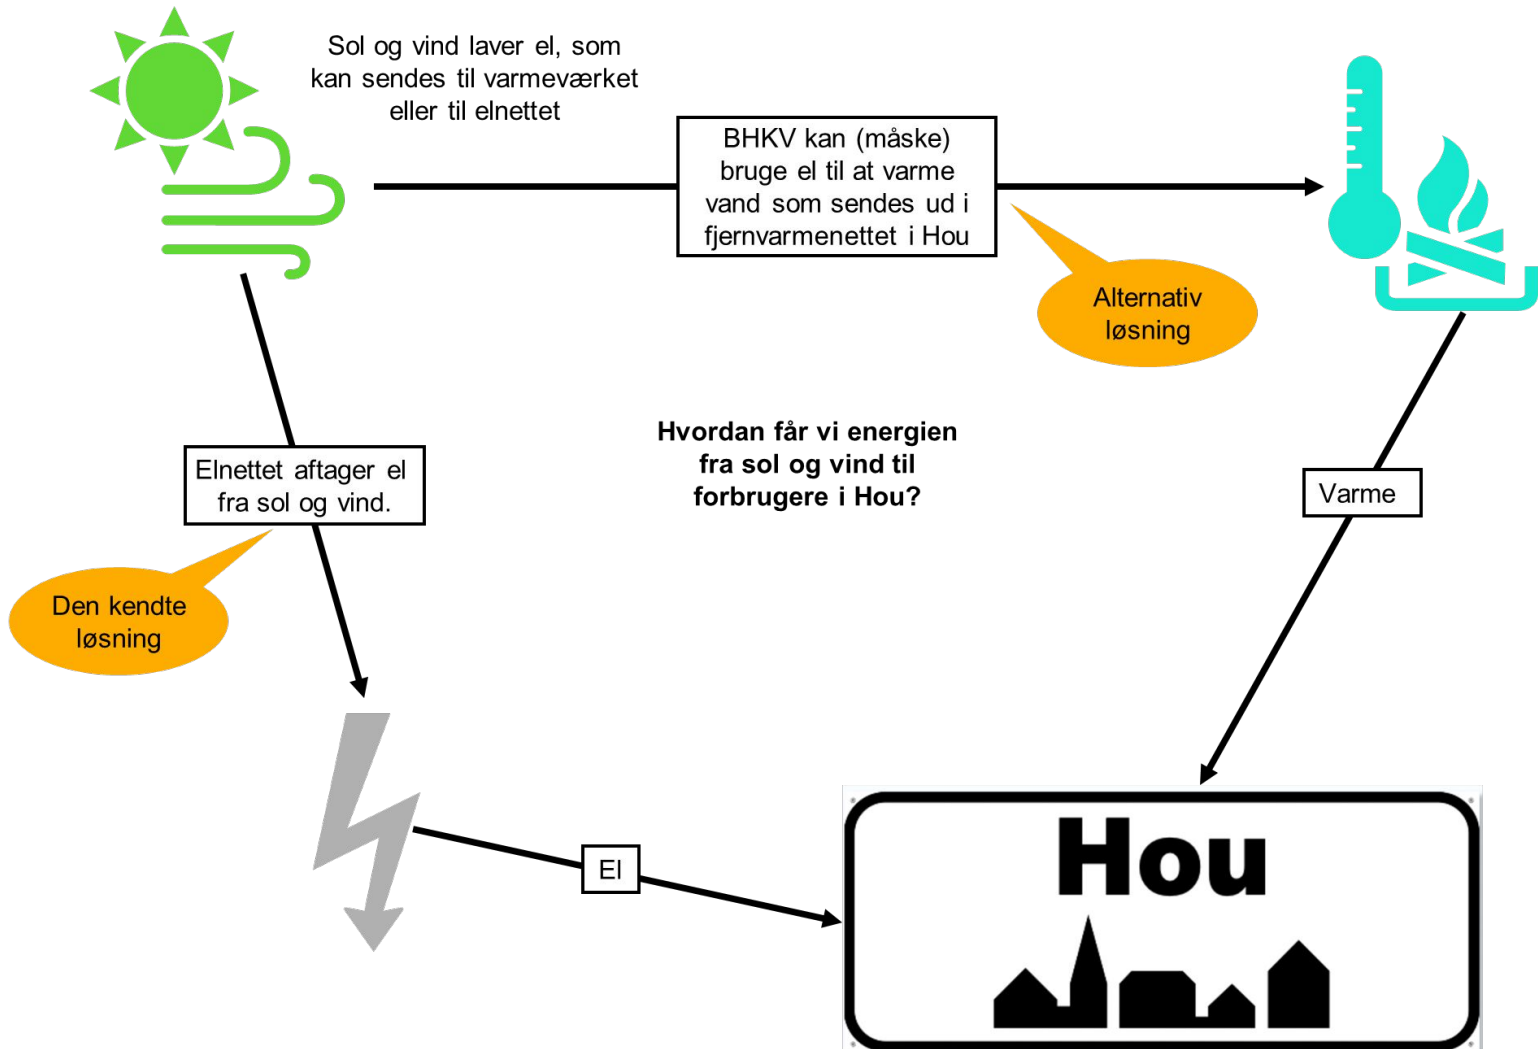 Sol og vind laver el, som
kan sendes til varmeværket
eller til elnettet
BHKV kan (måske)
bruge el til at varme
vand som sendes ud i
fjernvarmenettet i Hou
Alternativ
løsning
Hvordan får vi energien
fra sol og vind til
forbrugere i Hou?
Elnettet aftager el
fra sol og vind.
Varme
Den kendte
løsning
El
Hou